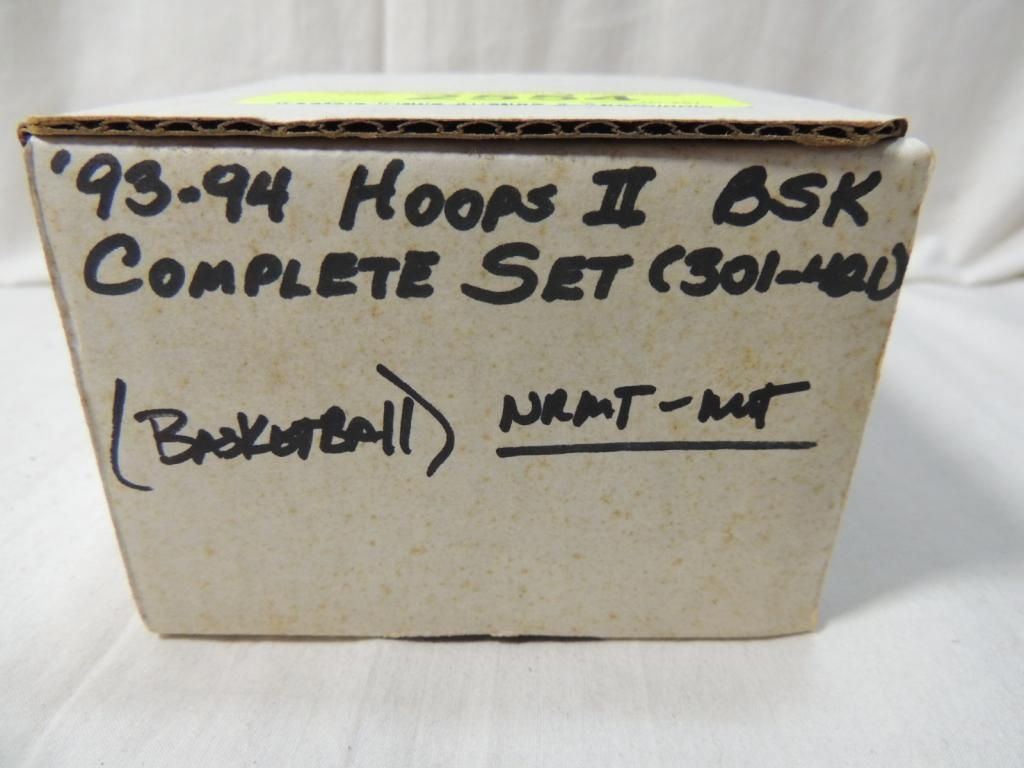 '93-94 HOOPS II BSK
COMPLETE SET (301-421)
(BASKETBALL) NRMT-MT